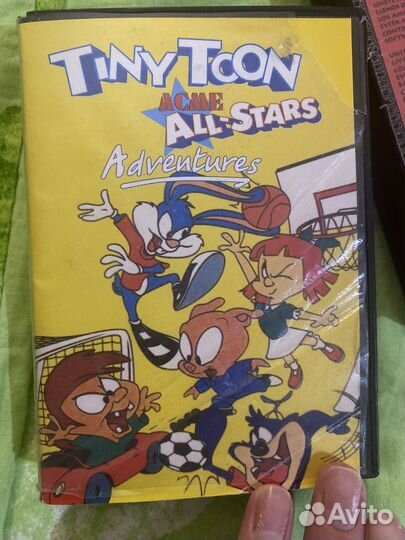 TINY TOON
ACME
ALL-STARS
Adventures
Avito